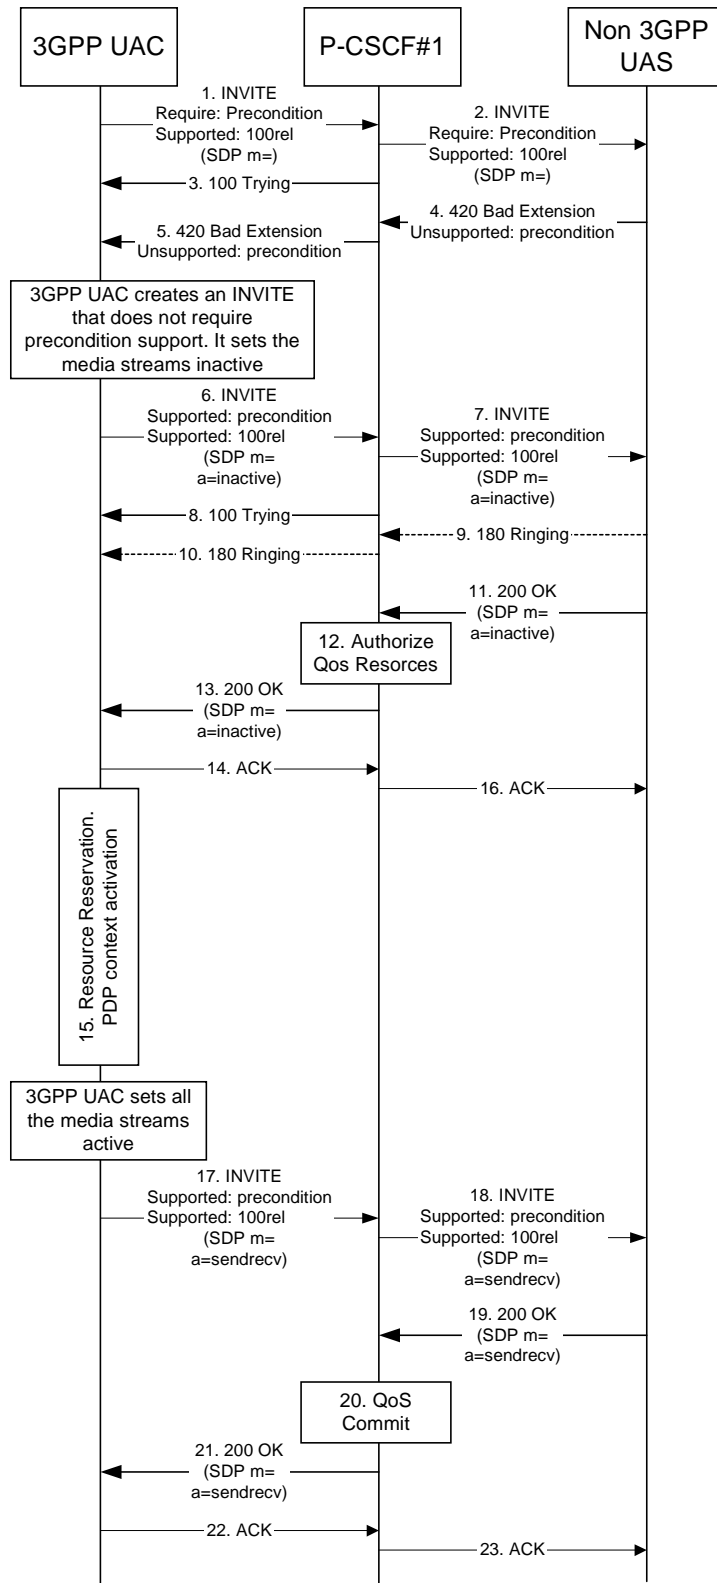 3GPP UAC
P-CSCF#1
Non 3GPP
UAS
1. INVITE
Require: Precondition
Supported: 100rel
(SDP m=)
2. INVITE
Require: Precondition
Supported: 100rel
(SDP m=)
3. 100 Trying
4. 420 Bad Extension
Unsupported: precondition
5. 420 Bad Extension
Unsupported: precondition
3GPP UAC creates an INVITE
that does not require
precondition support. It sets the
media streams inactive
6. INVITE
Supported: precondition
Supported: 100rel
(SDP m=
a=inactive)
7. INVITE
Supported: precondition
Supported: 100rel
(SDP m=
a=inactive)
8. 100 Trying
9. 180 Ringing
10. 180 Ringing
11. 200 OK
(SDP m=
a=inactive)
12. Authorize
Qos Resorces
13. 200 OK
(SDP m=
a=inactive)
14. ACK
16. ACK
15. Resource Reservation.
PDP context activation
3GPP UAC sets all
the media streams
active
17. INVITE
Supported: precondition
Supported: 100rel
(SDP m=
a=sendrecv)
18. INVITE
Supported: precondition
Supported: 100rel
(SDP m=
a=sendrecv)
19. 200 OK
(SDP m=
a=sendrecv)
20. QoS
Commit
21. 200 OK
(SDP m=
a=sendrecv)
22. ACK
23. ACK